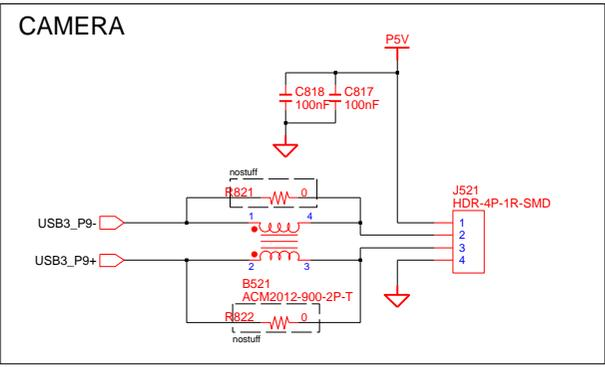 CAMERA
P5V
C818 C817
100nF 100nF
nostuff
R821 0
1 4
USB3_P9-
USB3_P9+
2 3
B521
ACM2012-900-2P-T
R822 0
nostuff
J521
HDR-4P-1R-SMD
1
2
3
4